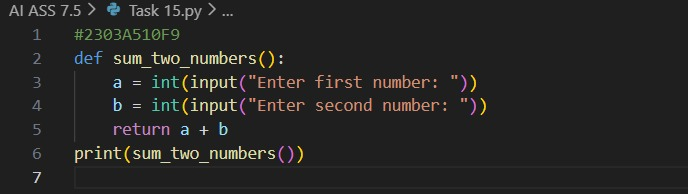 AI ASS 7.5 > Task 15.py > ...
1 #2303A510F9
2 def sum_two_numbers():
3     a = int(input("Enter first number: "))
4     b = int(input("Enter second number: "))
5     return a + b
6 print(sum_two_numbers())
7